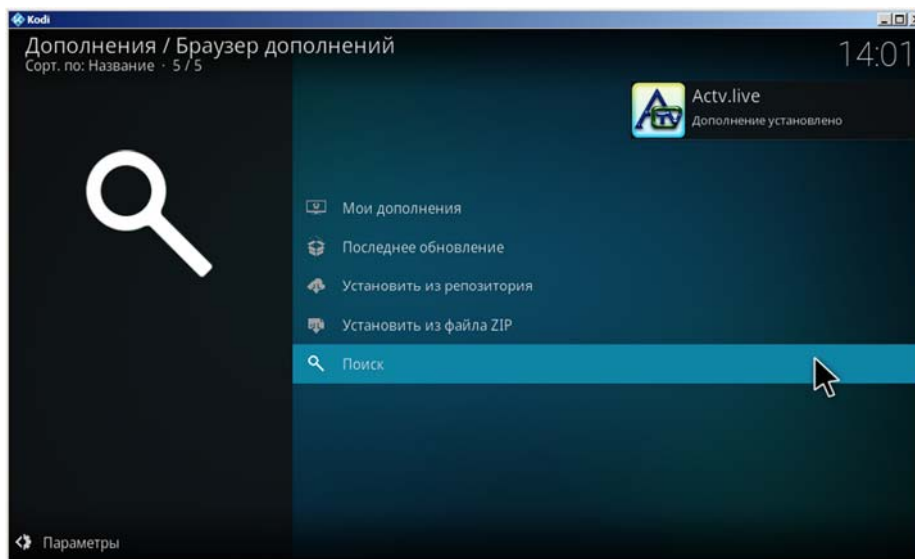 Kodi
Дополнения / Браузер дополнений
Сорт. по: Название · 5 / 5
14:01
ATV
Actv.live
Дополнение установлено
Мои дополнения
Последнее обновление
Установить из репозитория
Установить из файла ZIP
Поиск
Параметры